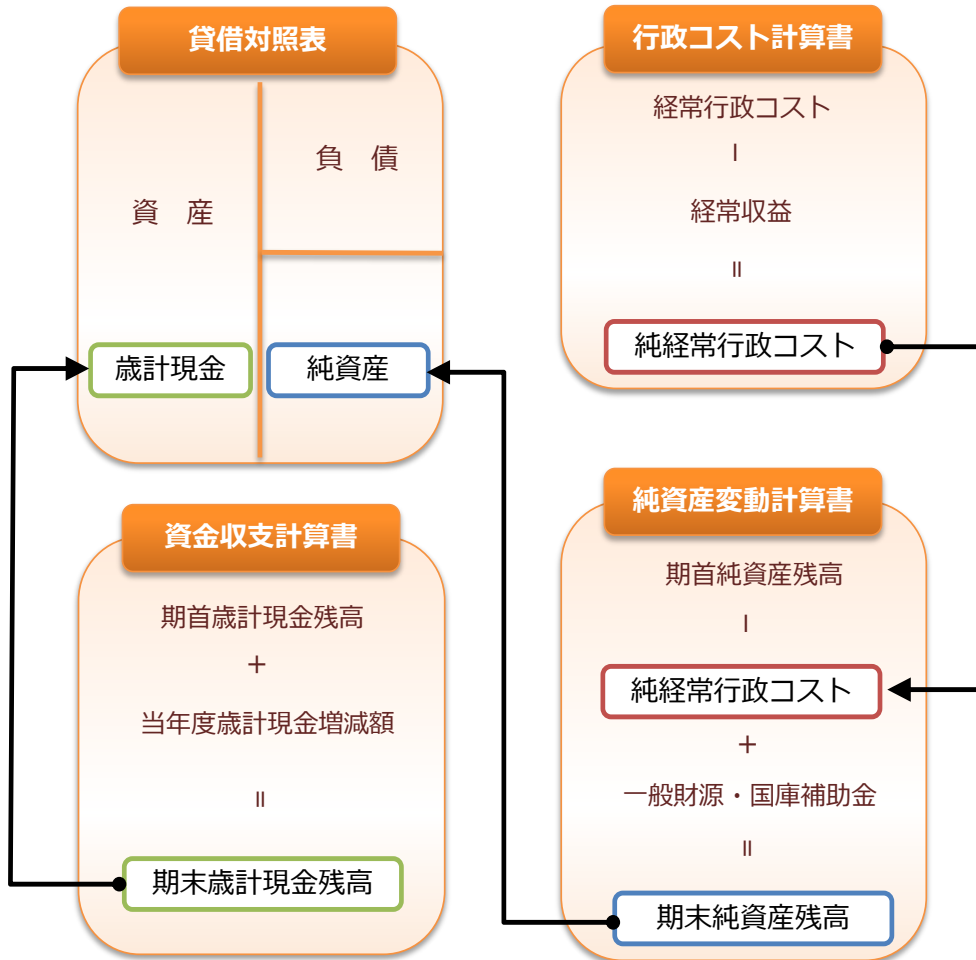 貸借対照表
資　産
負　債
歳計現金
純資産
行政コスト計算書
経常行政コスト
－
経常収益
＝
純経常行政コスト
資金収支計算書
期首歳計現金残高
＋
当年度歳計現金増減額
＝
期末歳計現金残高
純資産変動計算書
期首純資産残高
－
純経常行政コスト
＋
一般財源・国庫補助金
＝
期末純資産残高